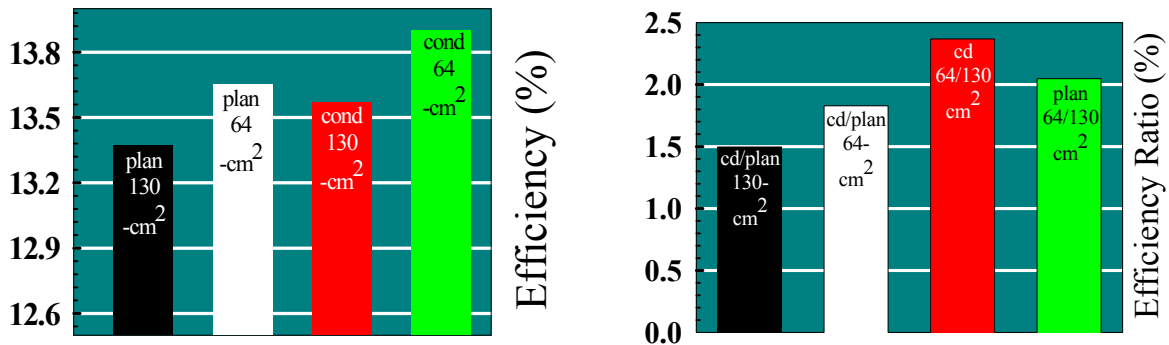 13.8
13.5
13.2
12.9
12.6
plan
130
-cm²
plan
64
-cm²
cond
130
-cm²
cond
64
-cm²
Efficiency (%)
2.5
2.0
1.5
1.0
0.5
0.0
cd/plan
130-
cm²
cd/plan
64-
cm²
cd
64/130
cm²
plan
64/130
cm²
Efficiency Ratio (%)